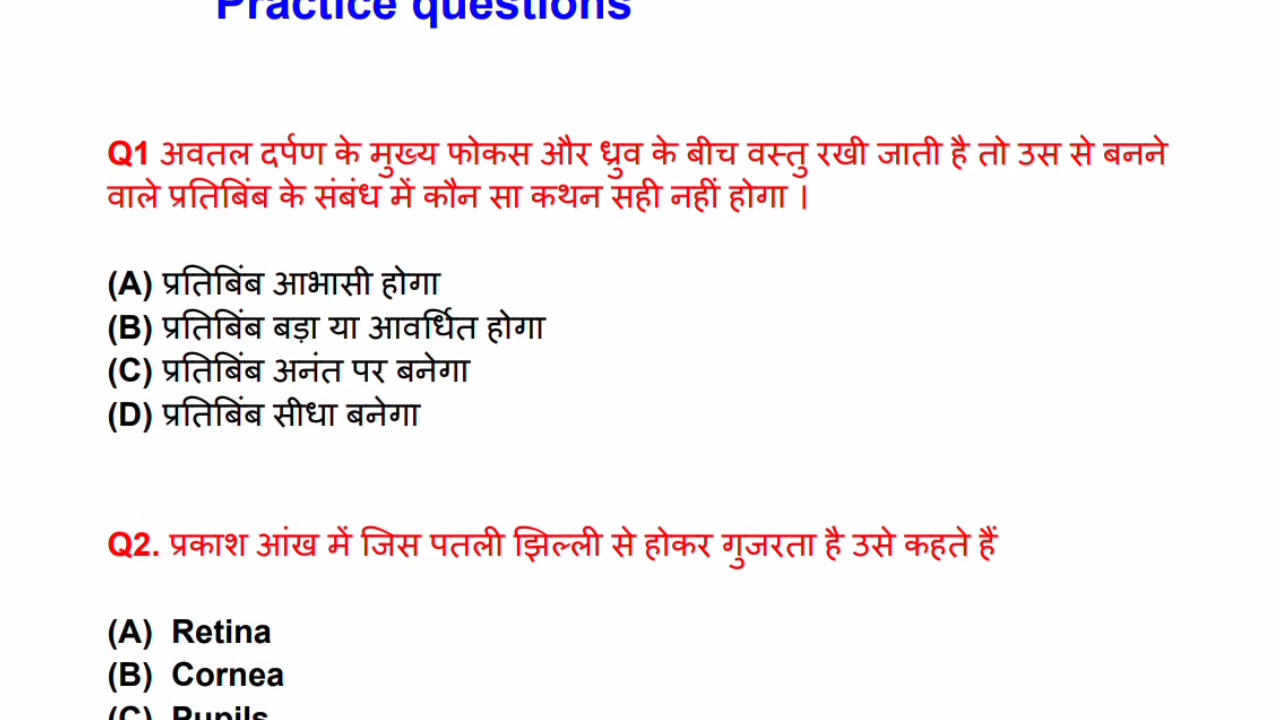 Practice questions
Q1 अवतल दर्पण के मुख्य फोकस और ध्रुव के बीच वस्तु रखी जाती है तो उस से बनने
वाले प्रतिबिंब के संबंध में कौन सा कथन सही नहीं होगा ।
(A) प्रतिबिंब आभासी होगा
(B) प्रतिबिंब बड़ा या आवर्धित होगा
(C) प्रतिबिंब अनंत पर बनेगा
(D) प्रतिबिंब सीधा बनेगा
Q2. प्रकाश आंख में जिस पतली झिल्ली से होकर गुजरता है उसे कहते हैं
(A) Retina
(B) Cornea
(C) Pupils